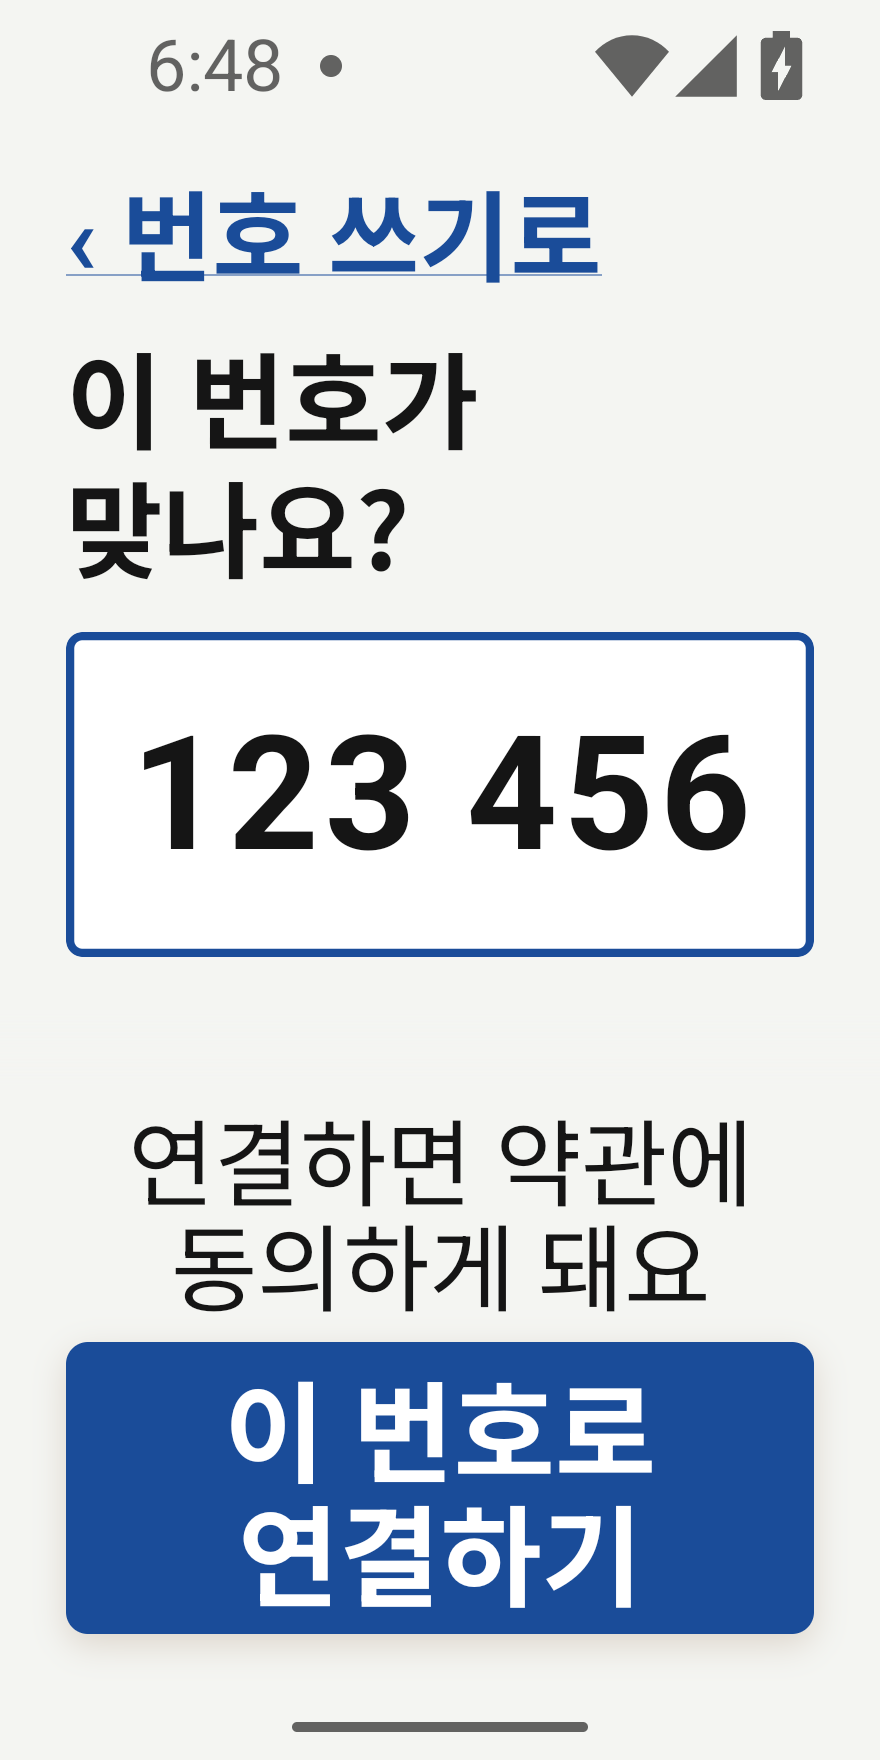 6:48
‹ 번호 쓰기로
이 번호가
맞나요?
123 456
연결하면 약관에
동의하게 돼요
이 번호로
연결하기